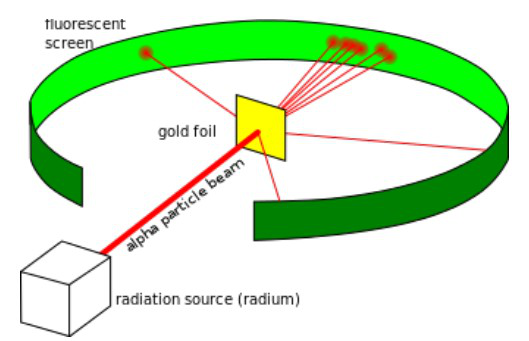 fluorescent
screen
gold foil
alpha particle beam
radiation source (radium)